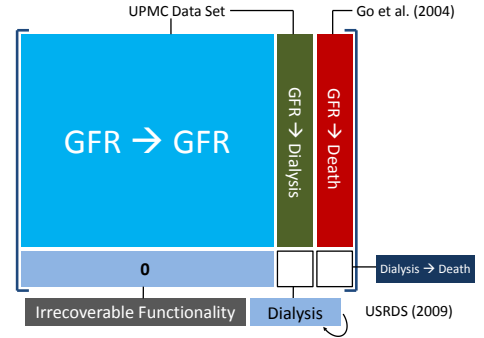 UPMC Data Set
Go et al. (2004)
GFR → GFR
GFR → Dialysis
GFR → Death
0
Dialysis → Death
Irrecoverable Functionality
Dialysis
USRDS (2009)